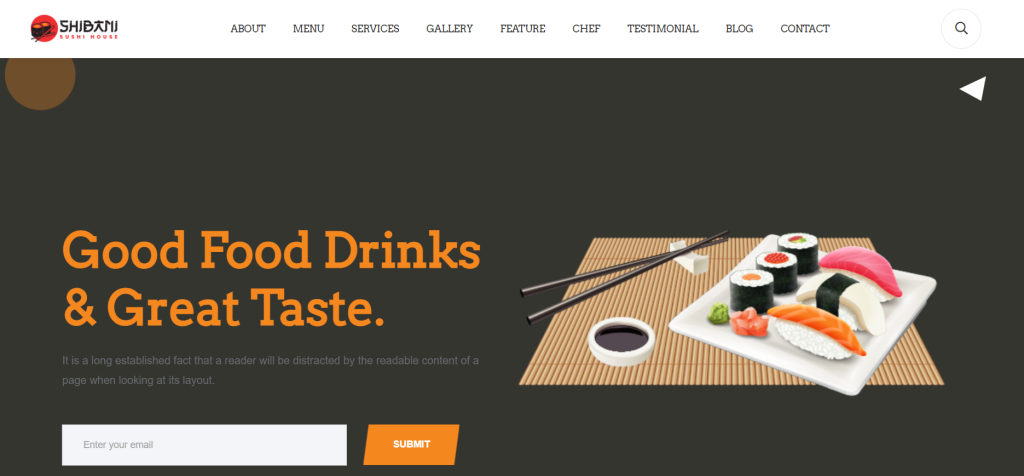 SHIBANI
SUSHI HOUSE
ABOUT MENU SERVICES GALLERY FEATURE CHEF TESTIMONIAL BLOG CONTACT
Good Food Drinks
& Great Taste.
It is a long established fact that a reader will be distracted by the readable content of a
page when looking at its layout.
Enter your email SUBMIT